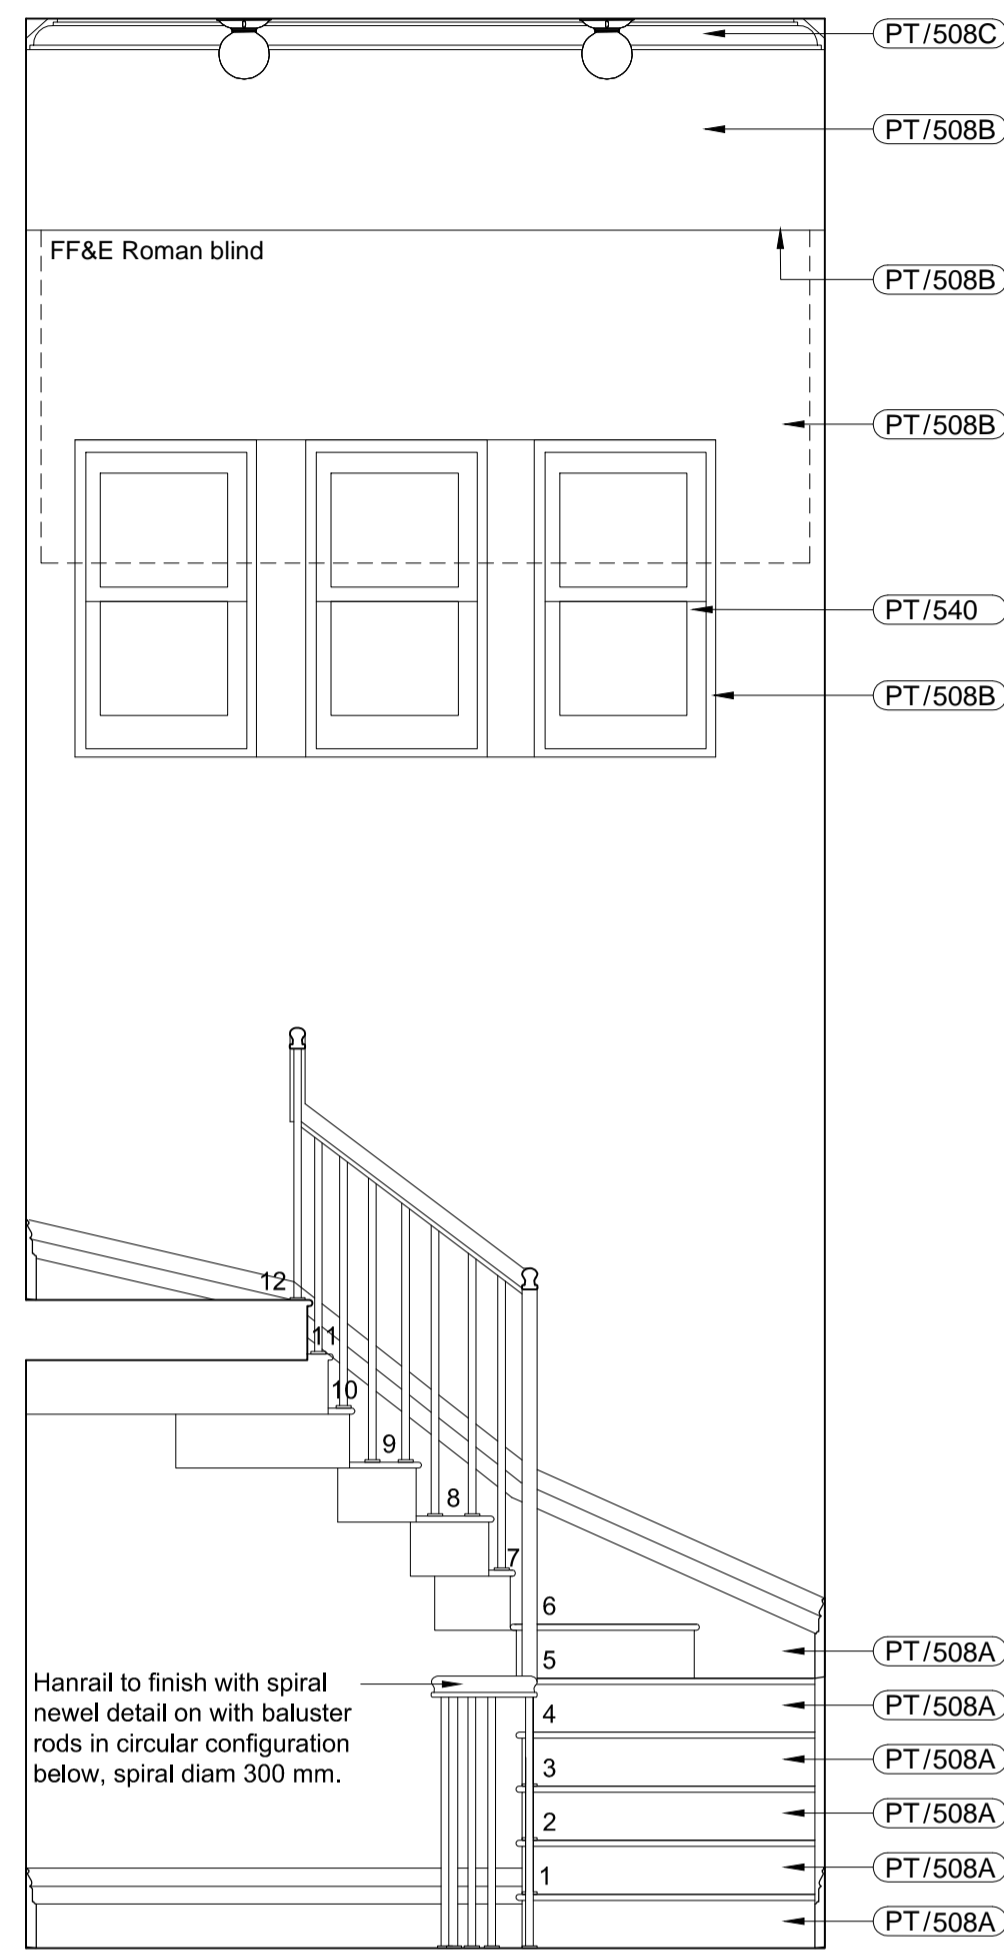 PT/508C
PT/508B
FF&E Roman blind
PT/508B
PT/508B
PT/540
PT/508B
12
11
10
9
8
7
6
5
PT/508A
Hanrail to finish with spiral
newel detail on with baluster
rods in circular configuration
below, spiral diam 300 mm.
4
PT/508A
3
PT/508A
2
PT/508A
1
PT/508A
PT/508A